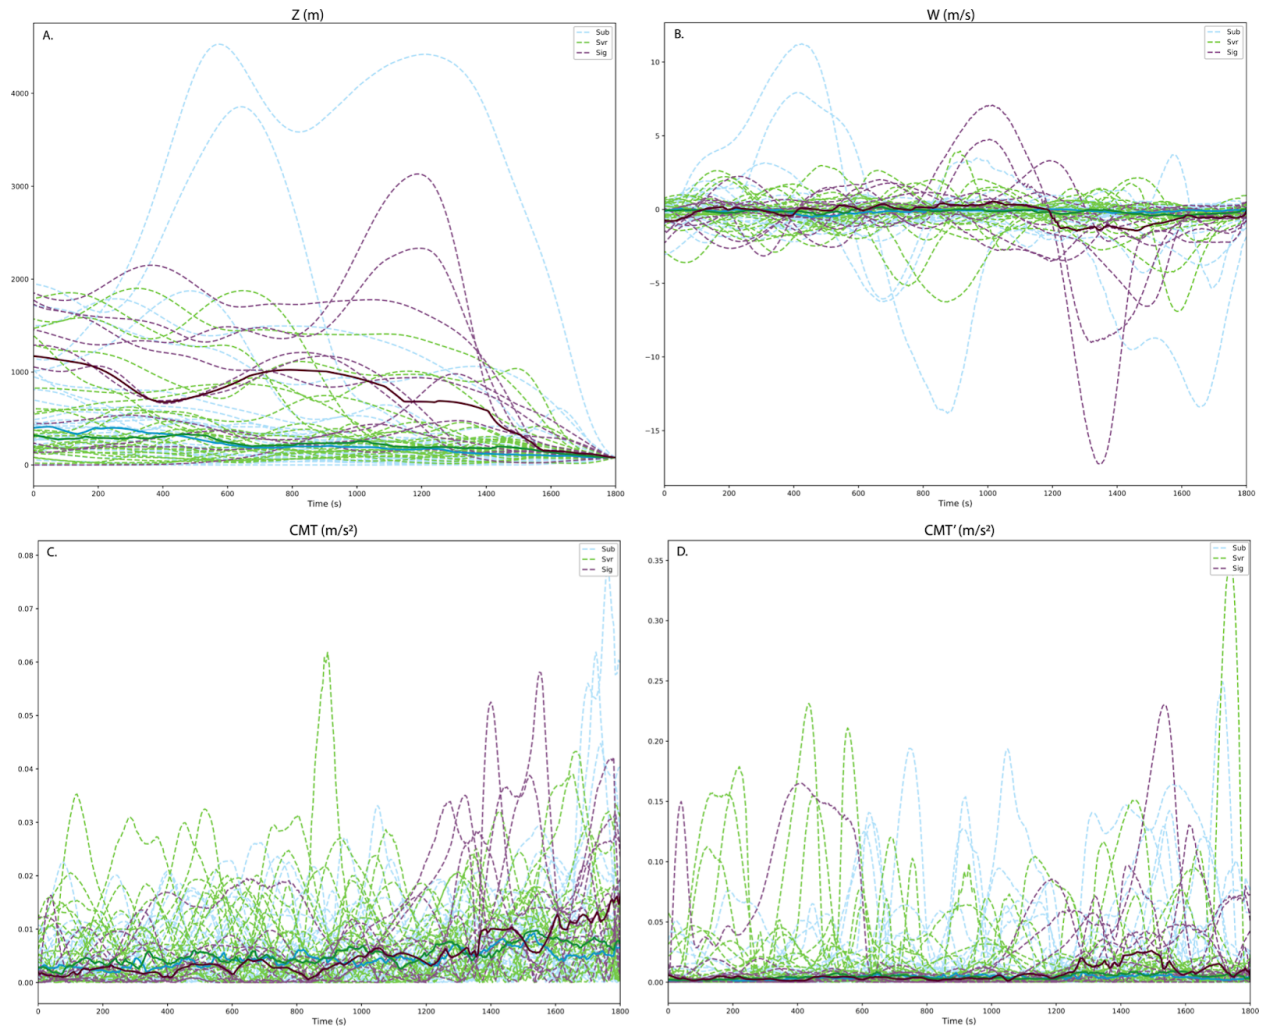 Z (m)
A.
Sub
Svr
Sig
4000
3000
2000
1000
0
0 200 400 600 800 1000 1200 1400 1600 1800
Time (s)
W (m/s)
B.
Sub
Svr
Sig
10
5
0
−5
−10
−15
0 200 400 600 800 1000 1200 1400 1600 1800
Time (s)
CMT (m/s²)
C.
Sub
Svr
Sig
0.08
0.07
0.06
0.05
0.04
0.03
0.02
0.01
0.00
0 200 400 600 800 1000 1200 1400 1600 1800
Time (s)
CMT’ (m/s²)
D.
Sub
Svr
Sig
0.35
0.30
0.25
0.20
0.15
0.10
0.05
0.00
0 200 400 600 800 1000 1200 1400 1600 1800
Time (s)